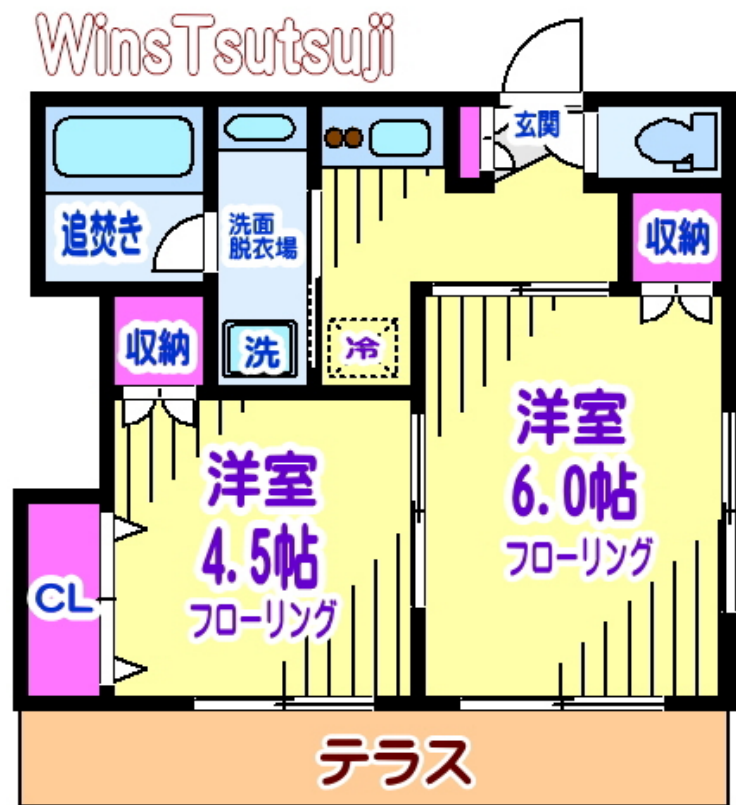 WinsTsutsuji
玄関
追焚き
洗面
脱衣場
収納
収納
洗
冷
洋室
6.0帖
フローリング
洋室
4.5帖
フローリング
CL
テラス